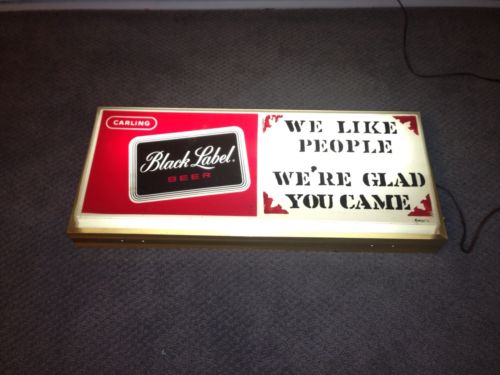 CARLING
Black Label
BEER
WE LIKE
PEOPLE
WE'RE GLAD
YOU CAME